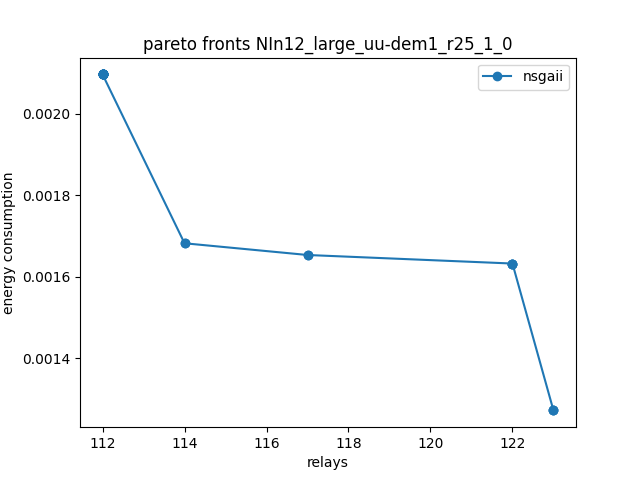 pareto fronts NIn12_large_uu-dem1_r25_1_0
nsgaii
energy consumption
0.0020
0.0018
0.0016
0.0014
112 114 116 118 120 122
relays